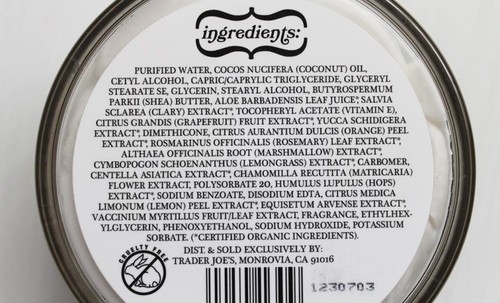 ingredients:
PURIFIED WATER, COCOS NUCIFERA (COCONUT) OIL,
CETYL ALCOHOL, CAPRIC/CAPRYLIC TRIGLYCERIDE, GLYCERYL
STEARATE SE, GLYCERIN, STEARYL ALCOHOL, BUTYROSPERMUM
PARKII (SHEA) BUTTER, ALOE BARBADENSIS LEAF JUICE*, SALVIA
SCLAREA (CLARY) EXTRACT*, TOCOPHERYL ACETATE (VITAMIN E),
CITRUS GRANDIS (GRAPEFRUIT) FRUIT EXTRACT*, YUCCA SCHIDIGERA
EXTRACT*, DIMETHICONE, CITRUS AURANTIUM DULCIS (ORANGE) PEEL
EXTRACT*, ROSMARINUS OFFICINALIS (ROSEMARY) LEAF EXTRACT*,
ALTHAEA OFFICINALIS ROOT (MARSHMALLOW) EXTRACT*,
CYMBOPOGON SCHOENANTHUS (LEMONGRASS) EXTRACT*, CARBOMER,
CENTELLA ASIATICA EXTRACT*, CHAMOMILLA RECUTITA (MATRICARIA)
FLOWER EXTRACT, POLYSORBATE 20, HUMULUS LUPULUS (HOPS)
EXTRACT*, SODIUM BENZOATE, DISODIUM EDTA, CITRUS MEDICA
LIMONUM (LEMON) PEEL EXTRACT*, EQUISETUM ARVENSE EXTRACT*,
VACCINIUM MYRTILLUS FRUIT/LEAF EXTRACT, FRAGRANCE, ETHYLHEX-
YLGLYCERIN, PHENOXYETHANOL, SODIUM HYDROXIDE, POTASSIUM
SORBATE. (*CERTIFIED ORGANIC INGREDIENTS).
DIST. & SOLD EXCLUSIVELY BY:
TRADER JOE'S, MONROVIA, CA 91016
CRUELTY FREE
1230703